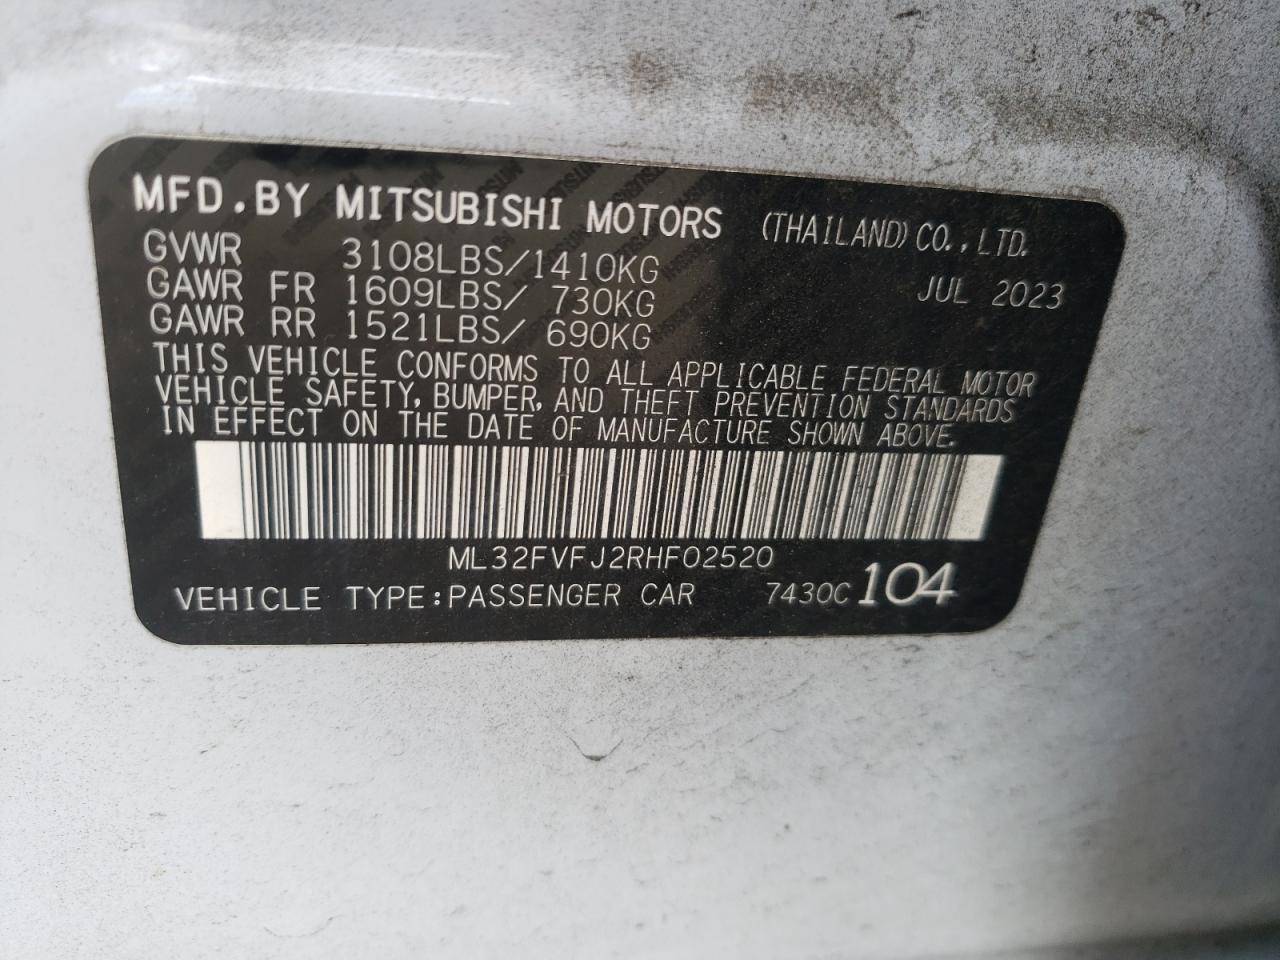 MFD.BY MITSUBISHI MOTORS (THAILAND) CO.,LTD.
GVWR 3108LBS/1410KG JUL 2023
GAWR FR 1609LBS/ 730KG
GAWR RR 1521LBS/ 690KG
THIS VEHICLE CONFORMS TO ALL APPLICABLE FEDERAL MOTOR
VEHICLE SAFETY, BUMPER, AND THEFT PREVENTION STANDARDS
IN EFFECT ON THE DATE OF MANUFACTURE SHOWN ABOVE.
ML32FVFJ2RHF02520
VEHICLE TYPE:PASSENGER CAR 7430C 104